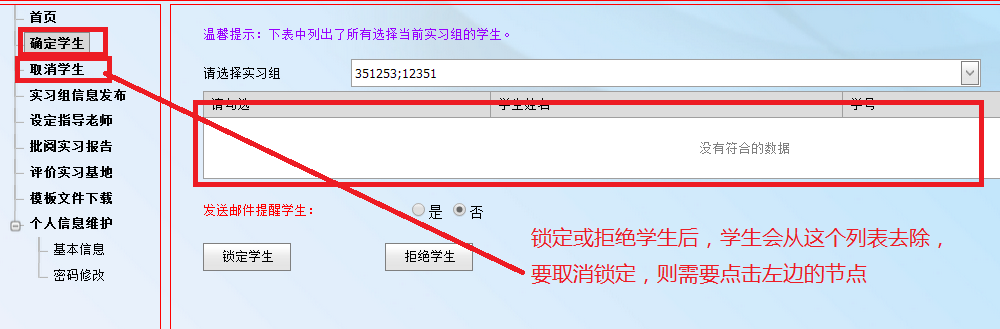 首页
确定学生
取消学生
实习组信息发布
设定指导老师
批阅实习报告
评价实习基地
模板文件下载
个人信息维护
基本信息
密码修改
温馨提示：下表中列出了所有选择当前实习组的学生。
请选择实习组 351253;12351
请勾选 学生姓名 学号
没有符合的数据
发送邮件提醒学生： 是 否
锁定学生 拒绝学生
锁定或拒绝学生后，学生会从这个列表去除，
要取消锁定，则需要点击左边的节点